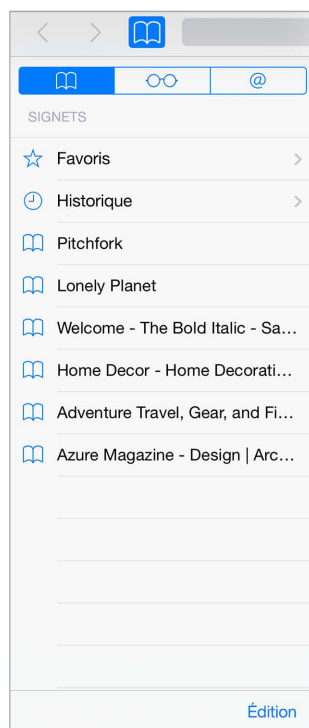 @
SIGNETS
Favoris
Historique
Pitchfork
Lonely Planet
Welcome - The Bold Italic - Sa...
Home Decor - Home Decorati...
Adventure Travel, Gear, and Fi...
Azure Magazine - Design | Arc...
Édition